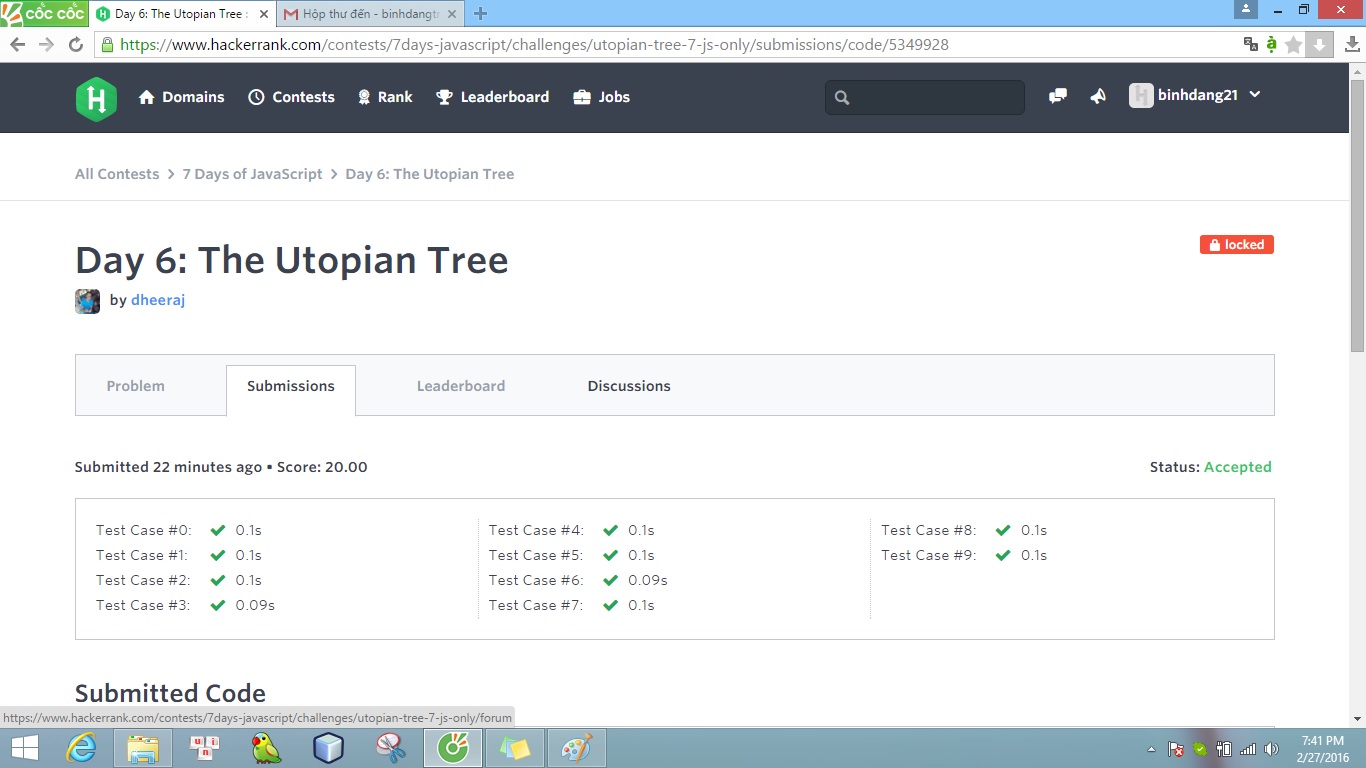 cốc cốc
Day 6: The Utopian Tree
Hộp thư đến - binhdangt
https://www.hackerrank.com/contests/7days-javascript/challenges/utopian-tree-7-js-only/submissions/code/5349928
H Domains Contests Rank Leaderboard Jobs binhdang21
All Contests > 7 Days of JavaScript > Day 6: The Utopian Tree
locked
Day 6: The Utopian Tree
by dheeraj
Problem Submissions Leaderboard Discussions
Submitted 22 minutes ago • Score: 20.00 Status: Accepted
Test Case #0: 0.1s
Test Case #1: 0.1s
Test Case #2: 0.1s
Test Case #3: 0.09s
Test Case #4: 0.1s
Test Case #5: 0.1s
Test Case #6: 0.09s
Test Case #7: 0.1s
Test Case #8: 0.1s
Test Case #9: 0.1s
Submitted Code
https://www.hackerrank.com/contests/7days-javascript/challenges/utopian-tree-7-js-only/forum
7:41 PM
2/27/2016